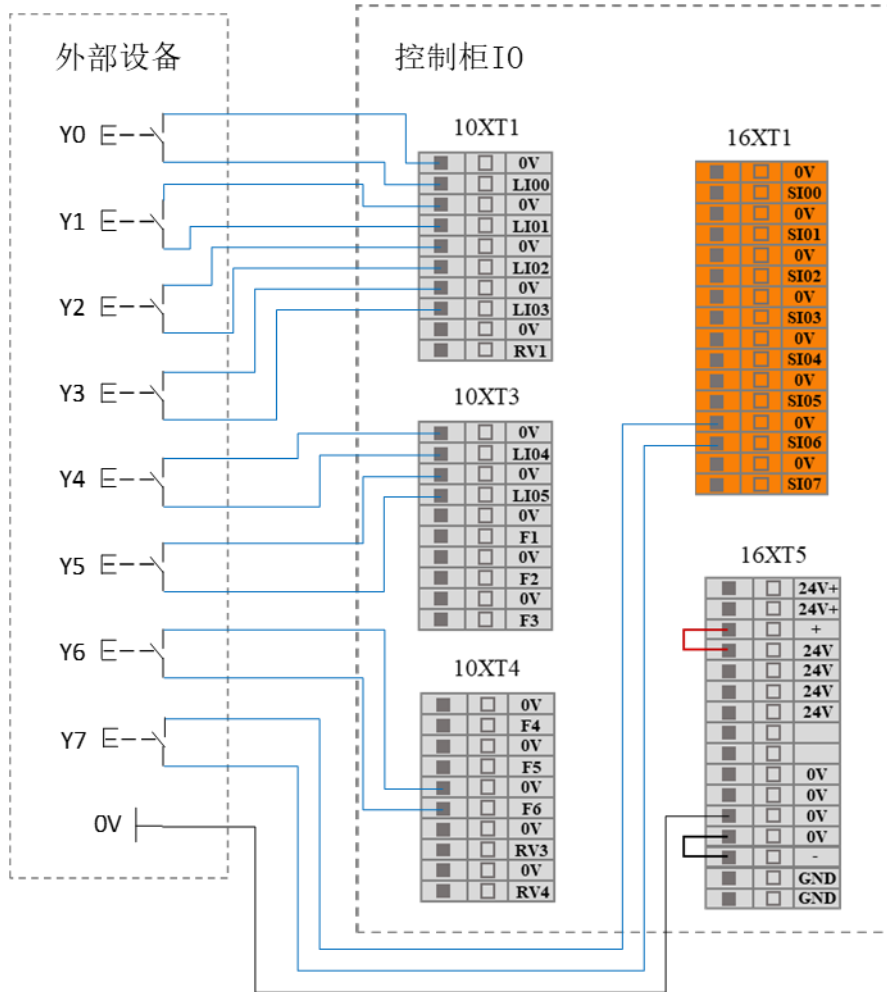 外部设备
控制柜IO
Y0
Y1
Y2
Y3
Y4
Y5
Y6
Y7
0V
10XT1
0V
LI00
0V
LI01
0V
LI02
0V
LI03
0V
RV1
10XT3
0V
LI04
0V
LI05
0V
F1
0V
F2
0V
F3
10XT4
0V
F4
0V
F5
0V
F6
0V
RV3
0V
RV4
16XT1
0V
SI00
0V
SI01
0V
SI02
0V
SI03
0V
SI04
0V
SI05
0V
SI06
0V
SI07
16XT5
24V+
24V+
+
24V
24V
24V
24V
0V
0V
0V
0V
-
GND
GND